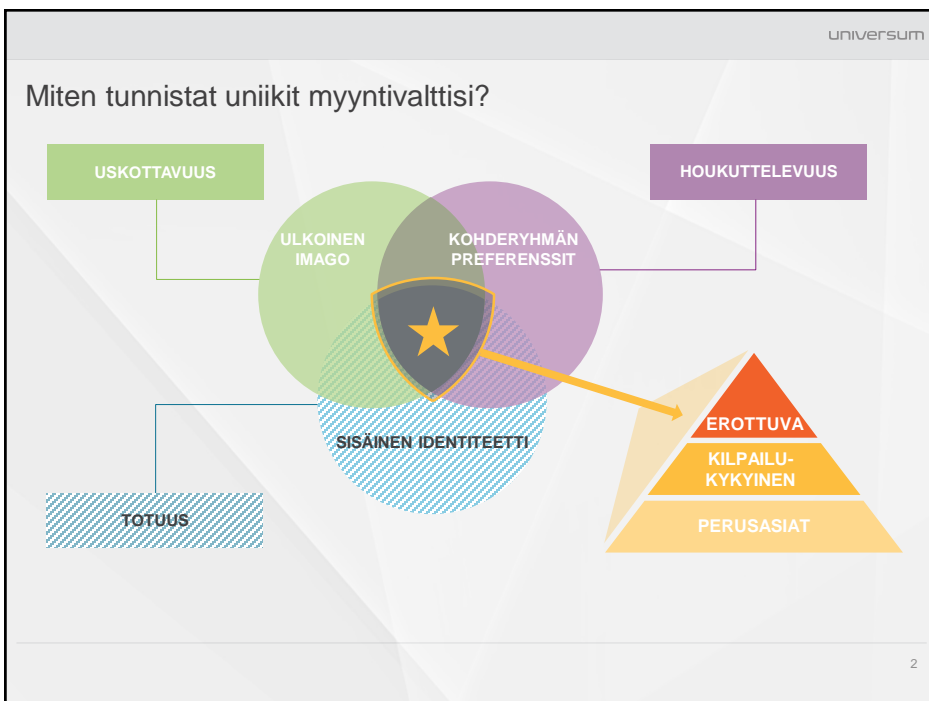 universum
Miten tunnistat uniikit myyntivalttisi?
USKOTTAVUUS
HOUKUTTELEVUUS
ULKOINEN
IMAGO
KOHDERYHMÄN
PREFERENSSIT
SISÄINEN IDENTITEETTI
TOTUUS
EROTTUVA
KILPAILU-
KYKYINEN
PERUSASIAT
2